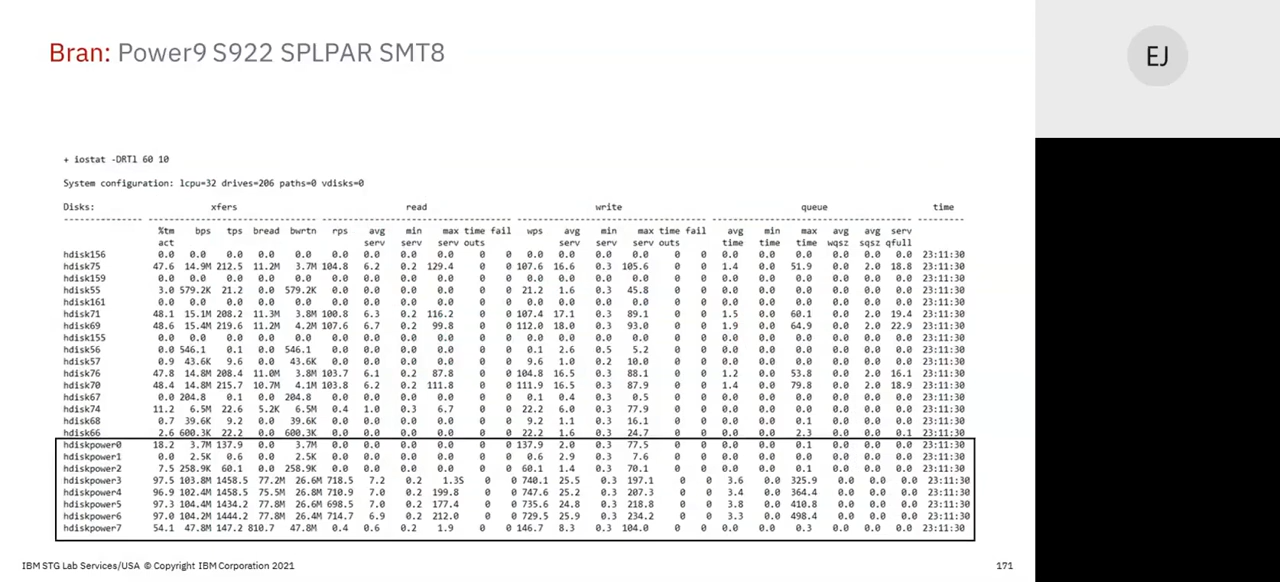 Bran: Power9 S922 SPLPAR SMT8
EJ
+ iostat -DRTl 60 10
System configuration: lcpu=32 drives=206 paths=0 vdisks=0
Disks: xfers read write queue time
%tm bps tps bread bwrtn rps avg min max time fail wps avg min max time fail avg min max avg avg serv
act serv serv serv outs serv serv serv outs time time time wqsz sqsz qfull
hdisk156 0.0 0.0 0.0 0.0 0.0 0.0 0.0 0.0 0.0 0 0 0.0 0.0 0.0 0.0 0 0 0.0 0.0 0.0 0.0 0.0 0.0 23:11:30
hdisk75 47.6 14.9M 212.5 11.2M 3.7M 104.8 6.2 0.2 129.4 0 0 107.6 16.6 0.3 105.6 0 0 1.4 0.0 51.9 0.0 2.0 18.8 23:11:30
hdisk159 0.0 0.0 0.0 0.0 0.0 0.0 0.0 0.0 0.0 0 0 0.0 0.0 0.0 0.0 0 0 0.0 0.0 0.0 0.0 0.0 0.0 23:11:30
hdisk55 3.0 579.2K 21.2 0.0 579.2K 0.0 0.0 0.0 0.0 0 0 21.2 1.6 0.3 45.8 0 0 0.0 0.0 0.0 0.0 0.0 0.0 23:11:30
hdisk161 0.0 0.0 0.0 0.0 0.0 0.0 0.0 0.0 0.0 0 0 0.0 0.0 0.0 0.0 0 0 0.0 0.0 0.0 0.0 0.0 0.0 23:11:30
hdisk71 48.1 15.1M 208.2 11.3M 3.8M 100.8 6.3 0.2 116.2 0 0 107.4 17.1 0.3 89.1 0 0 1.5 0.0 60.1 0.0 2.0 19.4 23:11:30
hdisk69 48.6 15.4M 219.6 11.2M 4.2M 107.6 6.7 0.2 99.8 0 0 112.0 18.0 0.3 93.0 0 0 1.9 0.0 64.9 0.0 2.0 22.9 23:11:30
hdisk155 0.0 0.0 0.0 0.0 0.0 0.0 0.0 0.0 0.0 0 0 0.0 0.0 0.0 0.0 0 0 0.0 0.0 0.0 0.0 0.0 0.0 23:11:30
hdisk56 0.0 546.1 0.1 0.0 546.1 0.0 0.0 0.0 0.0 0 0 0.1 2.6 0.5 5.2 0 0 0.0 0.0 0.0 0.0 0.0 0.0 23:11:30
hdisk57 0.9 43.6K 9.6 0.0 43.6K 0.0 0.0 0.0 0.0 0 0 9.6 1.0 0.2 10.0 0 0 0.0 0.0 0.0 0.0 0.0 0.0 23:11:30
hdisk76 47.8 14.8M 208.4 11.0M 3.8M 103.7 6.1 0.2 87.8 0 0 104.8 16.5 0.3 88.1 0 0 1.2 0.0 53.8 0.0 2.0 16.1 23:11:30
hdisk70 48.4 14.8M 215.7 10.7M 4.1M 103.8 6.2 0.2 111.8 0 0 111.9 16.5 0.3 87.9 0 0 1.4 0.0 79.8 0.0 2.0 18.9 23:11:30
hdisk67 0.0 204.8 0.1 0.0 204.8 0.0 0.0 0.0 0.0 0 0 0.1 0.4 0.3 0.5 0 0 0.0 0.0 0.0 0.0 0.0 0.0 23:11:30
hdisk74 11.2 6.5M 22.6 5.2K 6.5M 0.4 1.0 0.3 6.7 0 0 22.2 6.0 0.3 77.9 0 0 0.0 0.0 0.0 0.0 0.0 0.0 23:11:30
hdisk68 0.7 39.6K 9.2 0.0 39.6K 0.0 0.0 0.0 0.0 0 0 9.2 1.1 0.3 16.1 0 0 0.0 0.0 0.1 0.0 0.0 0.0 23:11:30
hdisk66 2.6 600.3K 22.2 0.0 600.3K 0.0 0.0 0.0 0.0 0 0 22.2 1.6 0.3 24.7 0 0 0.0 0.0 2.3 0.0 0.0 0.1 23:11:30
hdiskpower0 18.2 3.7M 137.9 0.0 3.7M 0.0 0.0 0.0 0.0 0 0 137.9 2.0 0.3 77.5 0 0 0.0 0.0 0.1 0.0 0.0 0.0 23:11:30
hdiskpower1 0.0 2.5K 0.6 0.0 2.5K 0.0 0.0 0.0 0.0 0 0 0.6 2.9 0.3 7.6 0 0 0.0 0.0 0.0 0.0 0.0 0.0 23:11:30
hdiskpower2 7.5 258.9K 60.1 0.0 258.9K 0.0 0.0 0.0 0.0 0 0 60.1 1.4 0.3 70.1 0 0 0.0 0.0 0.1 0.0 0.0 0.0 23:11:30
hdiskpower3 97.5 103.8M 1458.5 77.2M 26.6M 718.5 7.2 0.2 1.3S 0 0 740.1 25.5 0.3 197.1 0 0 3.6 0.0 325.9 0.0 0.0 0.0 23:11:30
hdiskpower4 96.9 102.4M 1458.5 75.5M 26.8M 710.9 7.0 0.2 199.8 0 0 747.6 25.2 0.3 207.3 0 0 3.4 0.0 364.4 0.0 0.0 0.0 23:11:30
hdiskpower5 97.3 104.4M 1434.2 77.8M 26.6M 698.5 7.0 0.2 177.4 0 0 735.6 24.8 0.3 218.8 0 0 3.8 0.0 410.8 0.0 0.0 0.0 23:11:30
hdiskpower6 97.0 104.2M 1444.2 77.8M 26.4M 714.7 6.9 0.2 212.0 0 0 729.5 25.9 0.3 234.2 0 0 3.3 0.0 498.4 0.0 0.0 0.0 23:11:30
hdiskpower7 54.1 47.8M 147.2 810.7 47.8M 0.4 0.6 0.2 1.9 0 0 146.7 8.3 0.3 104.0 0 0 0.0 0.0 0.3 0.0 0.0 0.0 23:11:30
IBM STG Lab Services/USA © Copyright IBM Corporation 2021
171